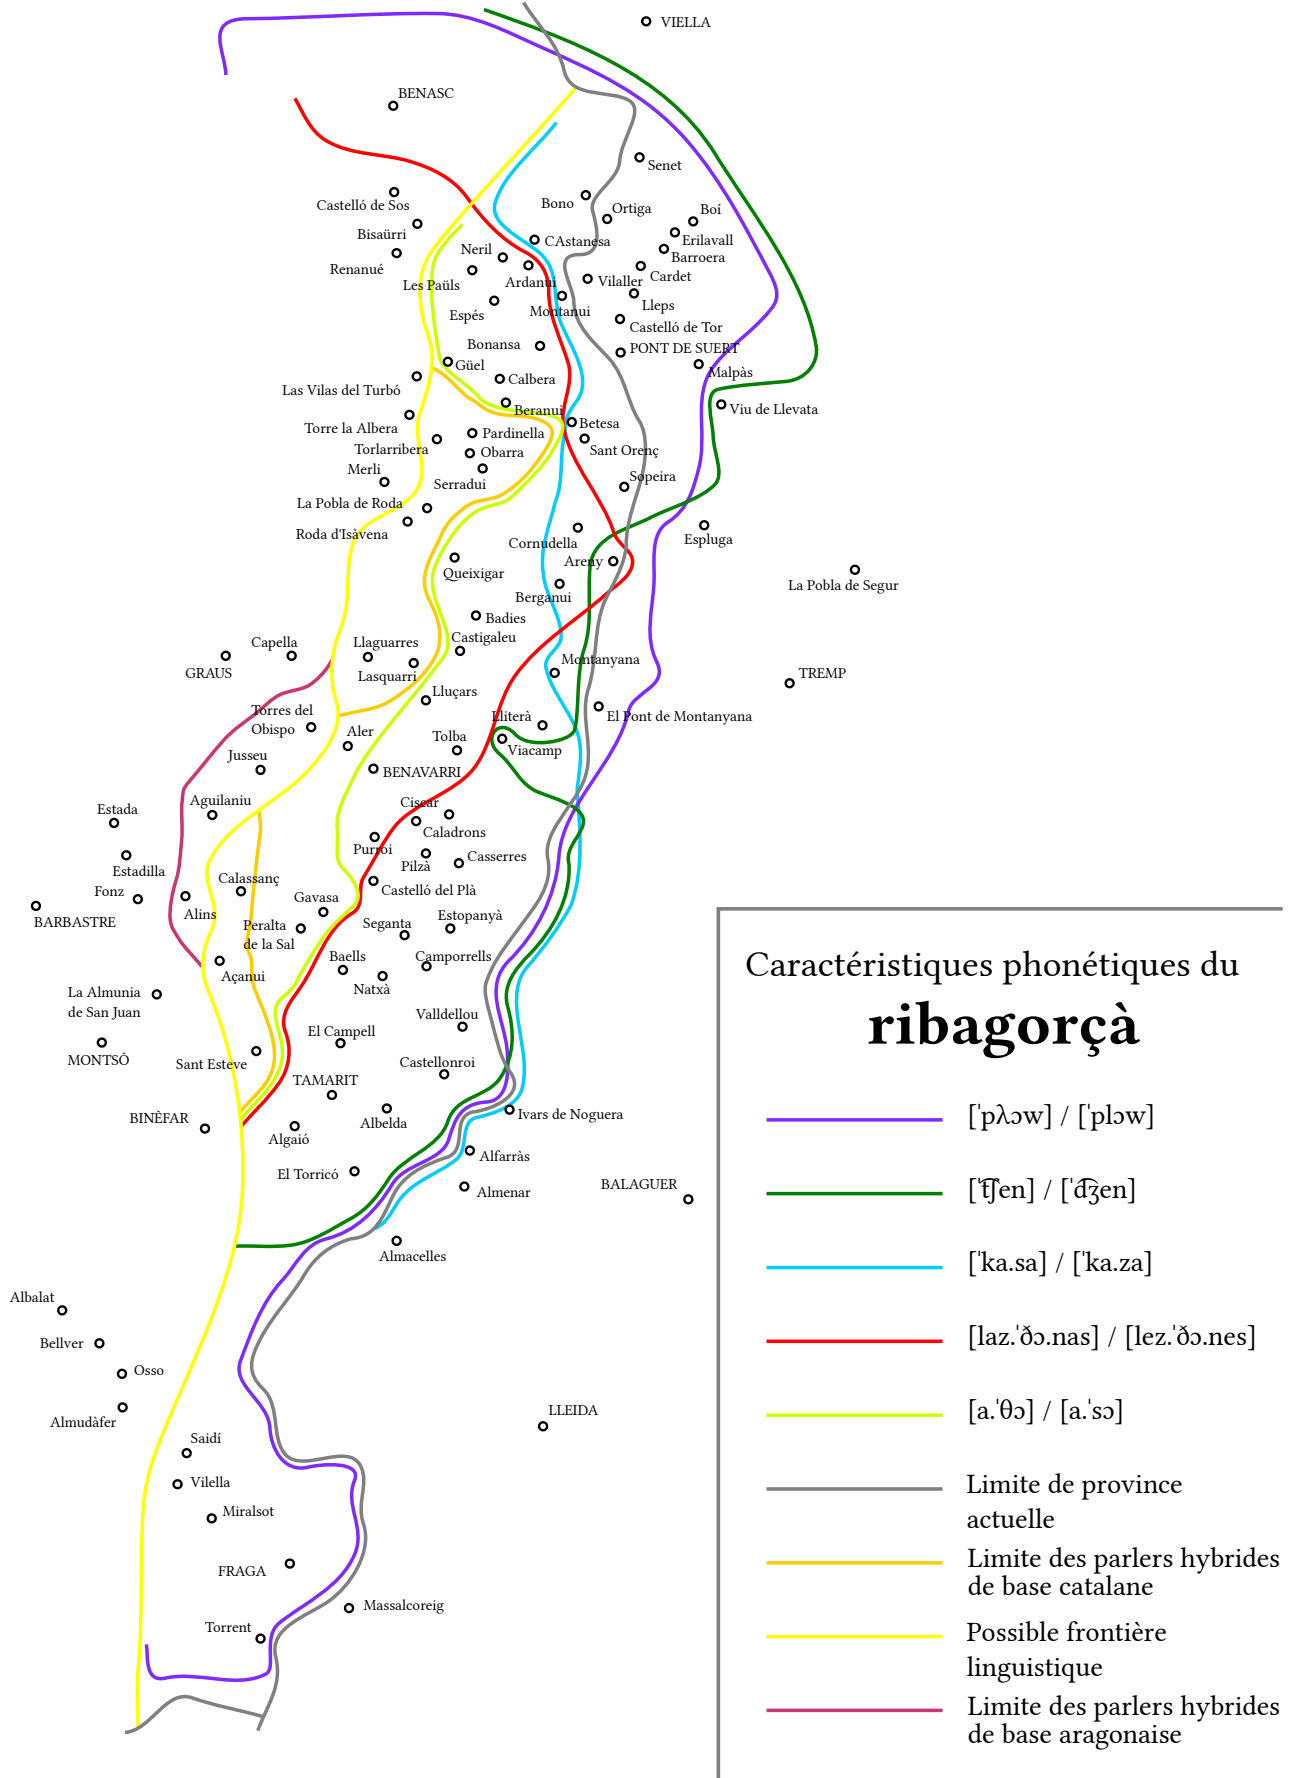 VIELLA
BENASC
Senet
Castelló de Sos
Bono
Ortiga
Boí
Bisaürri
Erilavall
CAstanesa
Neril
Barroera
Renanué
Cardet
Les Paüls
Ardanui
Vilaller
Lleps
Espés
Montanui
Castelló de Tor
Bonansa
PONT DE SUERT
Güel
Malpàs
Calbera
Las Vilas del Turbó
Beranui
Viu de Llevata
Betesa
Torre la Albera
Pardinella
Torlarribera
Obarra
Sant Orenç
Merli
Serradui
Sopeira
La Pobla de Roda
Roda d'Isàvena
Cornudella
Espluga
Areny
Queixigar
La Pobla de Segur
Berganui
Badies
Capella
Llaguarres
Castigaleu
GRAUS
Lasquarri
Montanyana
TREMP
Lluçars
Torres del
Obispo
Lliterà
El Pont de Montanyana
Aler
Tolba
Viacamp
Jusseu
BENAVARRI
Aguilaniu
Ciscar
Estada
Caladrons
Purroi
Casserres
Pilzà
Estadilla
Calassanç
Castelló del Plà
Fonz
Gavasa
BARBASTRE
Alins
Peralta
de la Sal
Seganta
Estopanyà
Baells
Camporrells
Açanui
Natxà
La Almunia
de San Juan
Valldellou
El Campell
MONTSÓ
Sant Esteve
Castellonroi
TAMARIT
BINÈFAR
Albelda
Ivars de Noguera
Algaió
El Torricó
Alfarràs
BALAGUER
Almenar
Almacelles
Albalat
Bellver
Osso
Almudàfer
LLEIDA
Saidí
Vilella
Miralsot
FRAGA
Massalcoreig
Torrent
Caractéristiques phonétiques du
ribagorçà
[ˈpʎɔw] / [ˈplɔw]
[ˈt͡ʃen] / [ˈd͡ʒen]
[ˈka.sa] / [ˈka.za]
[laz.ˈðɔ.nas] / [lez.ˈðɔ.nes]
[a.ˈθɔ] / [a.ˈsɔ]
Limite de province
actuelle
Limite des parlers hybrides
de base catalane
Possible frontière
linguistique
Limite des parlers hybrides
de base aragonaise